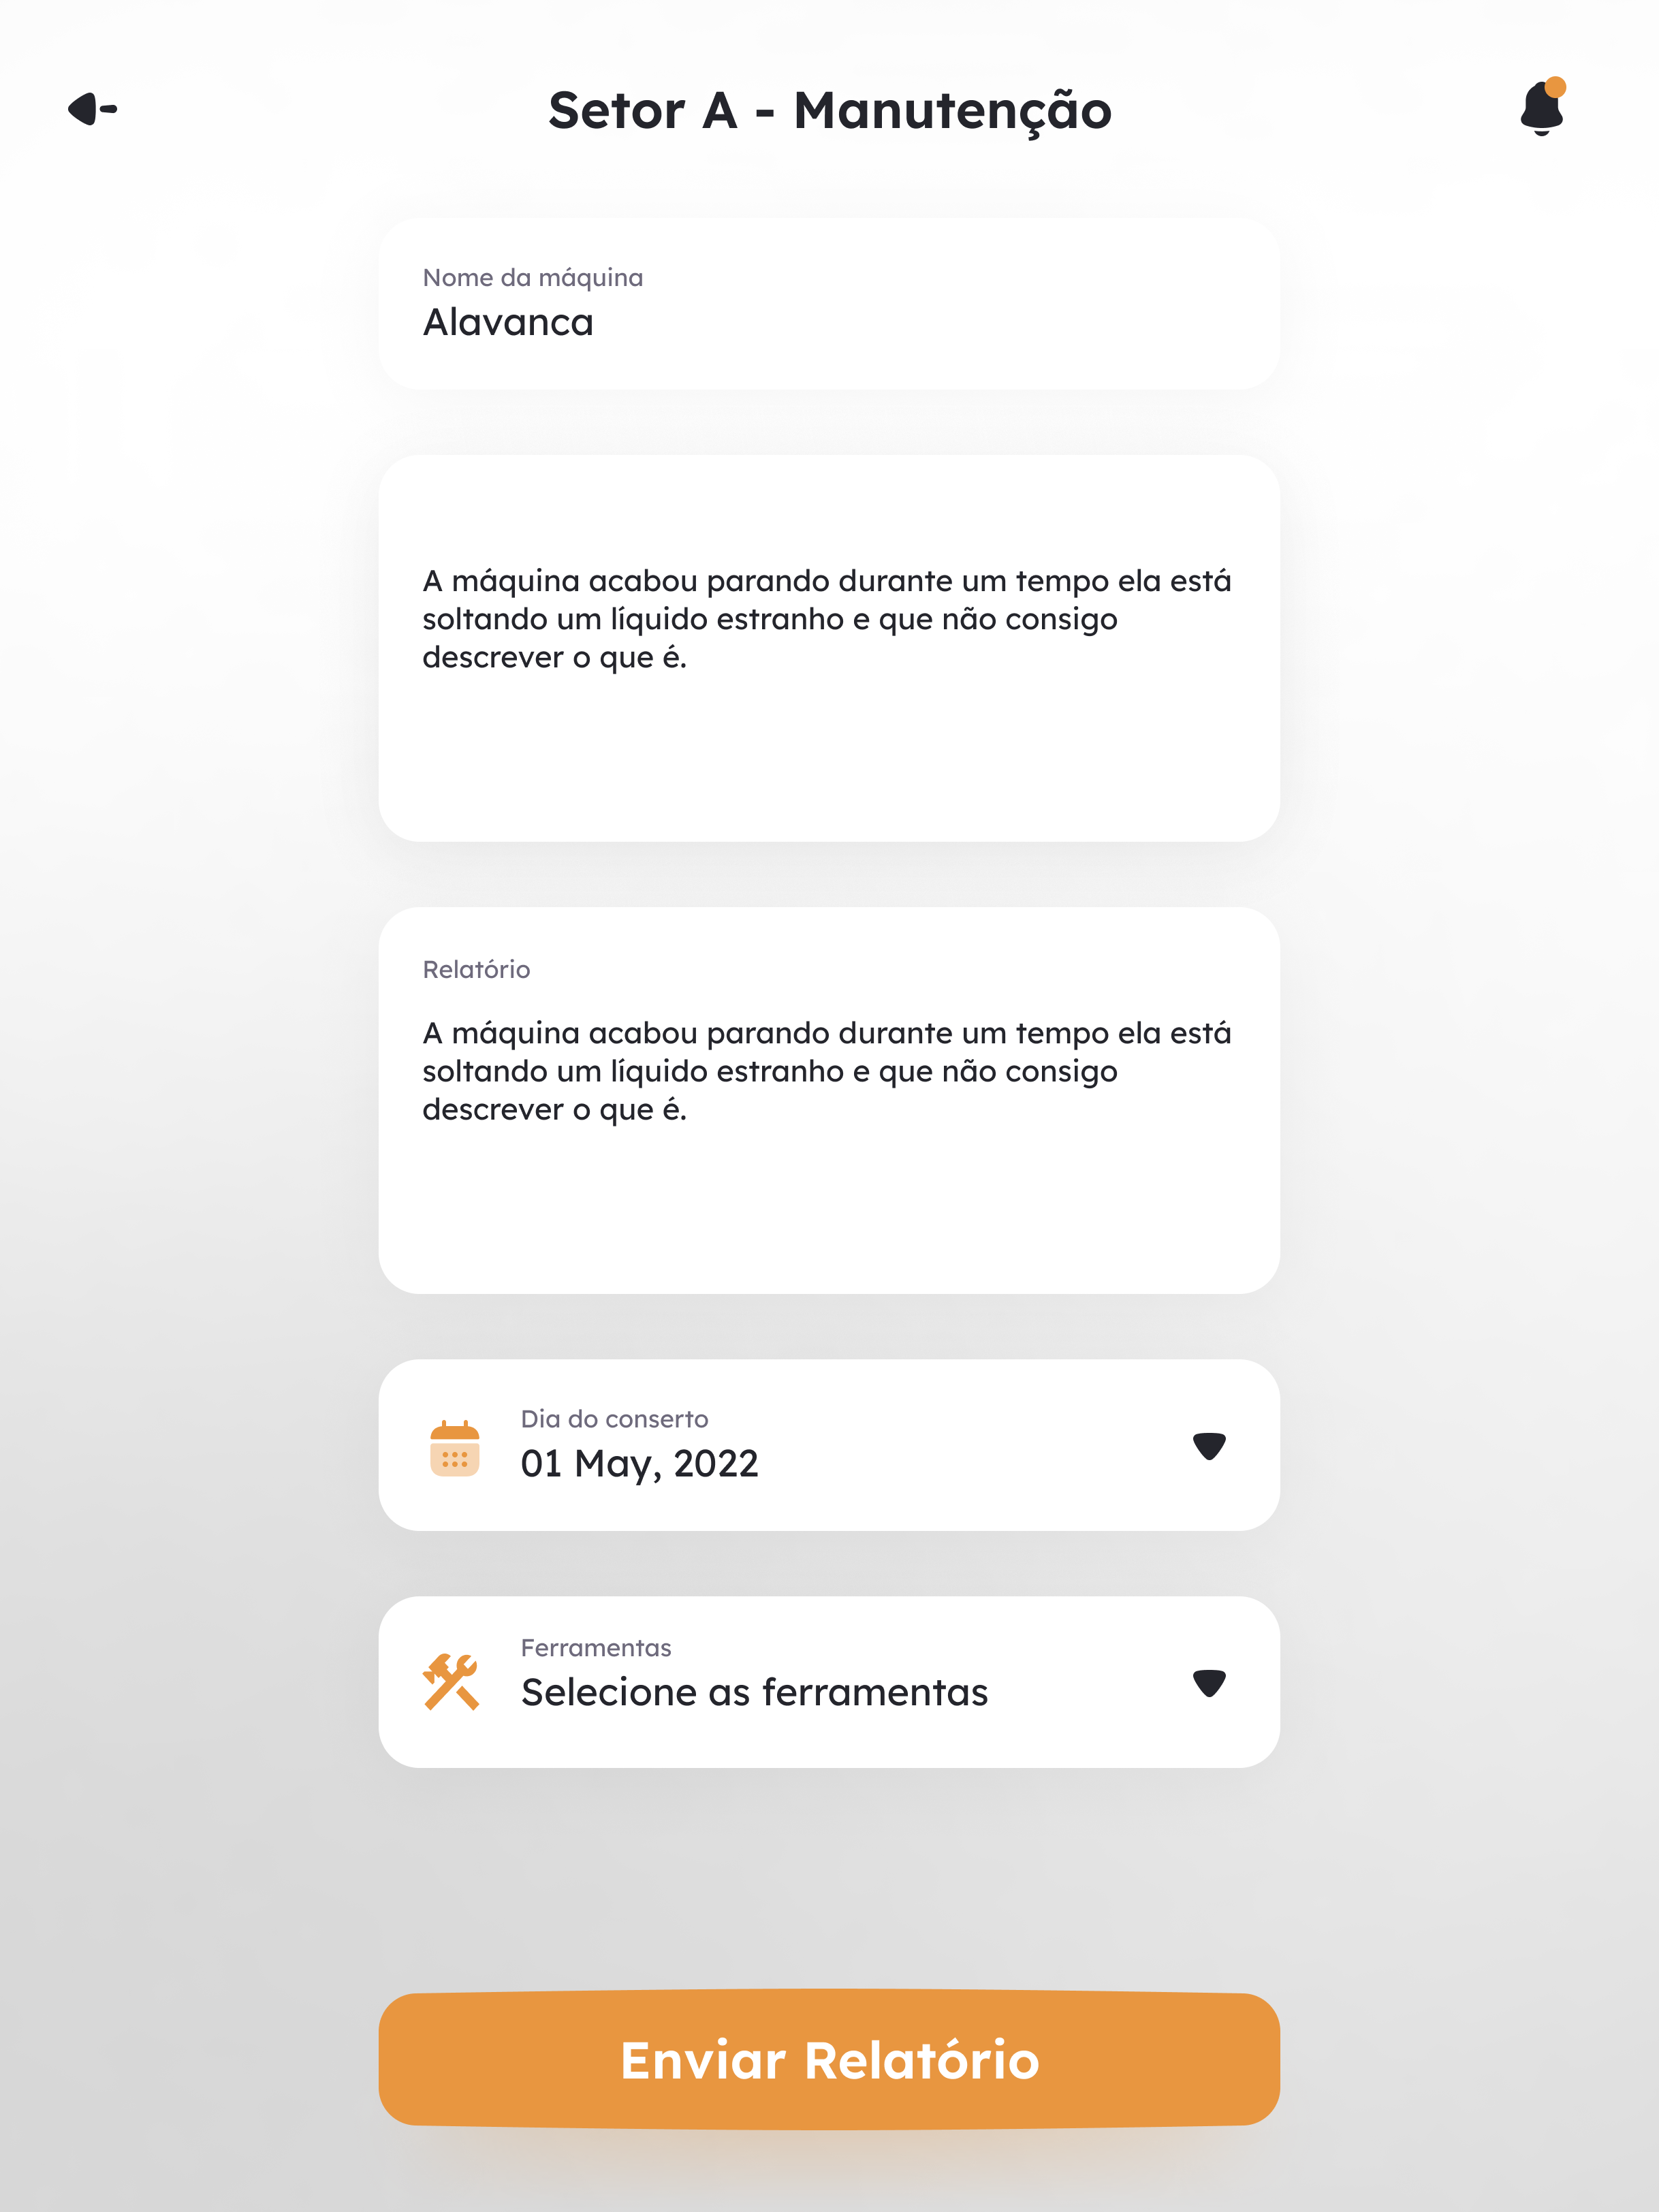 Setor A - Manutenção
Nome da máquina
Alavanca
A máquina acabou parando durante um tempo ela está
soltando um líquido estranho e que não consigo
descrever o que é.
Relatório
A máquina acabou parando durante um tempo ela está
soltando um líquido estranho e que não consigo
descrever o que é.
Dia do conserto
01 May, 2022
Ferramentas
Selecione as ferramentas
Enviar Relatório